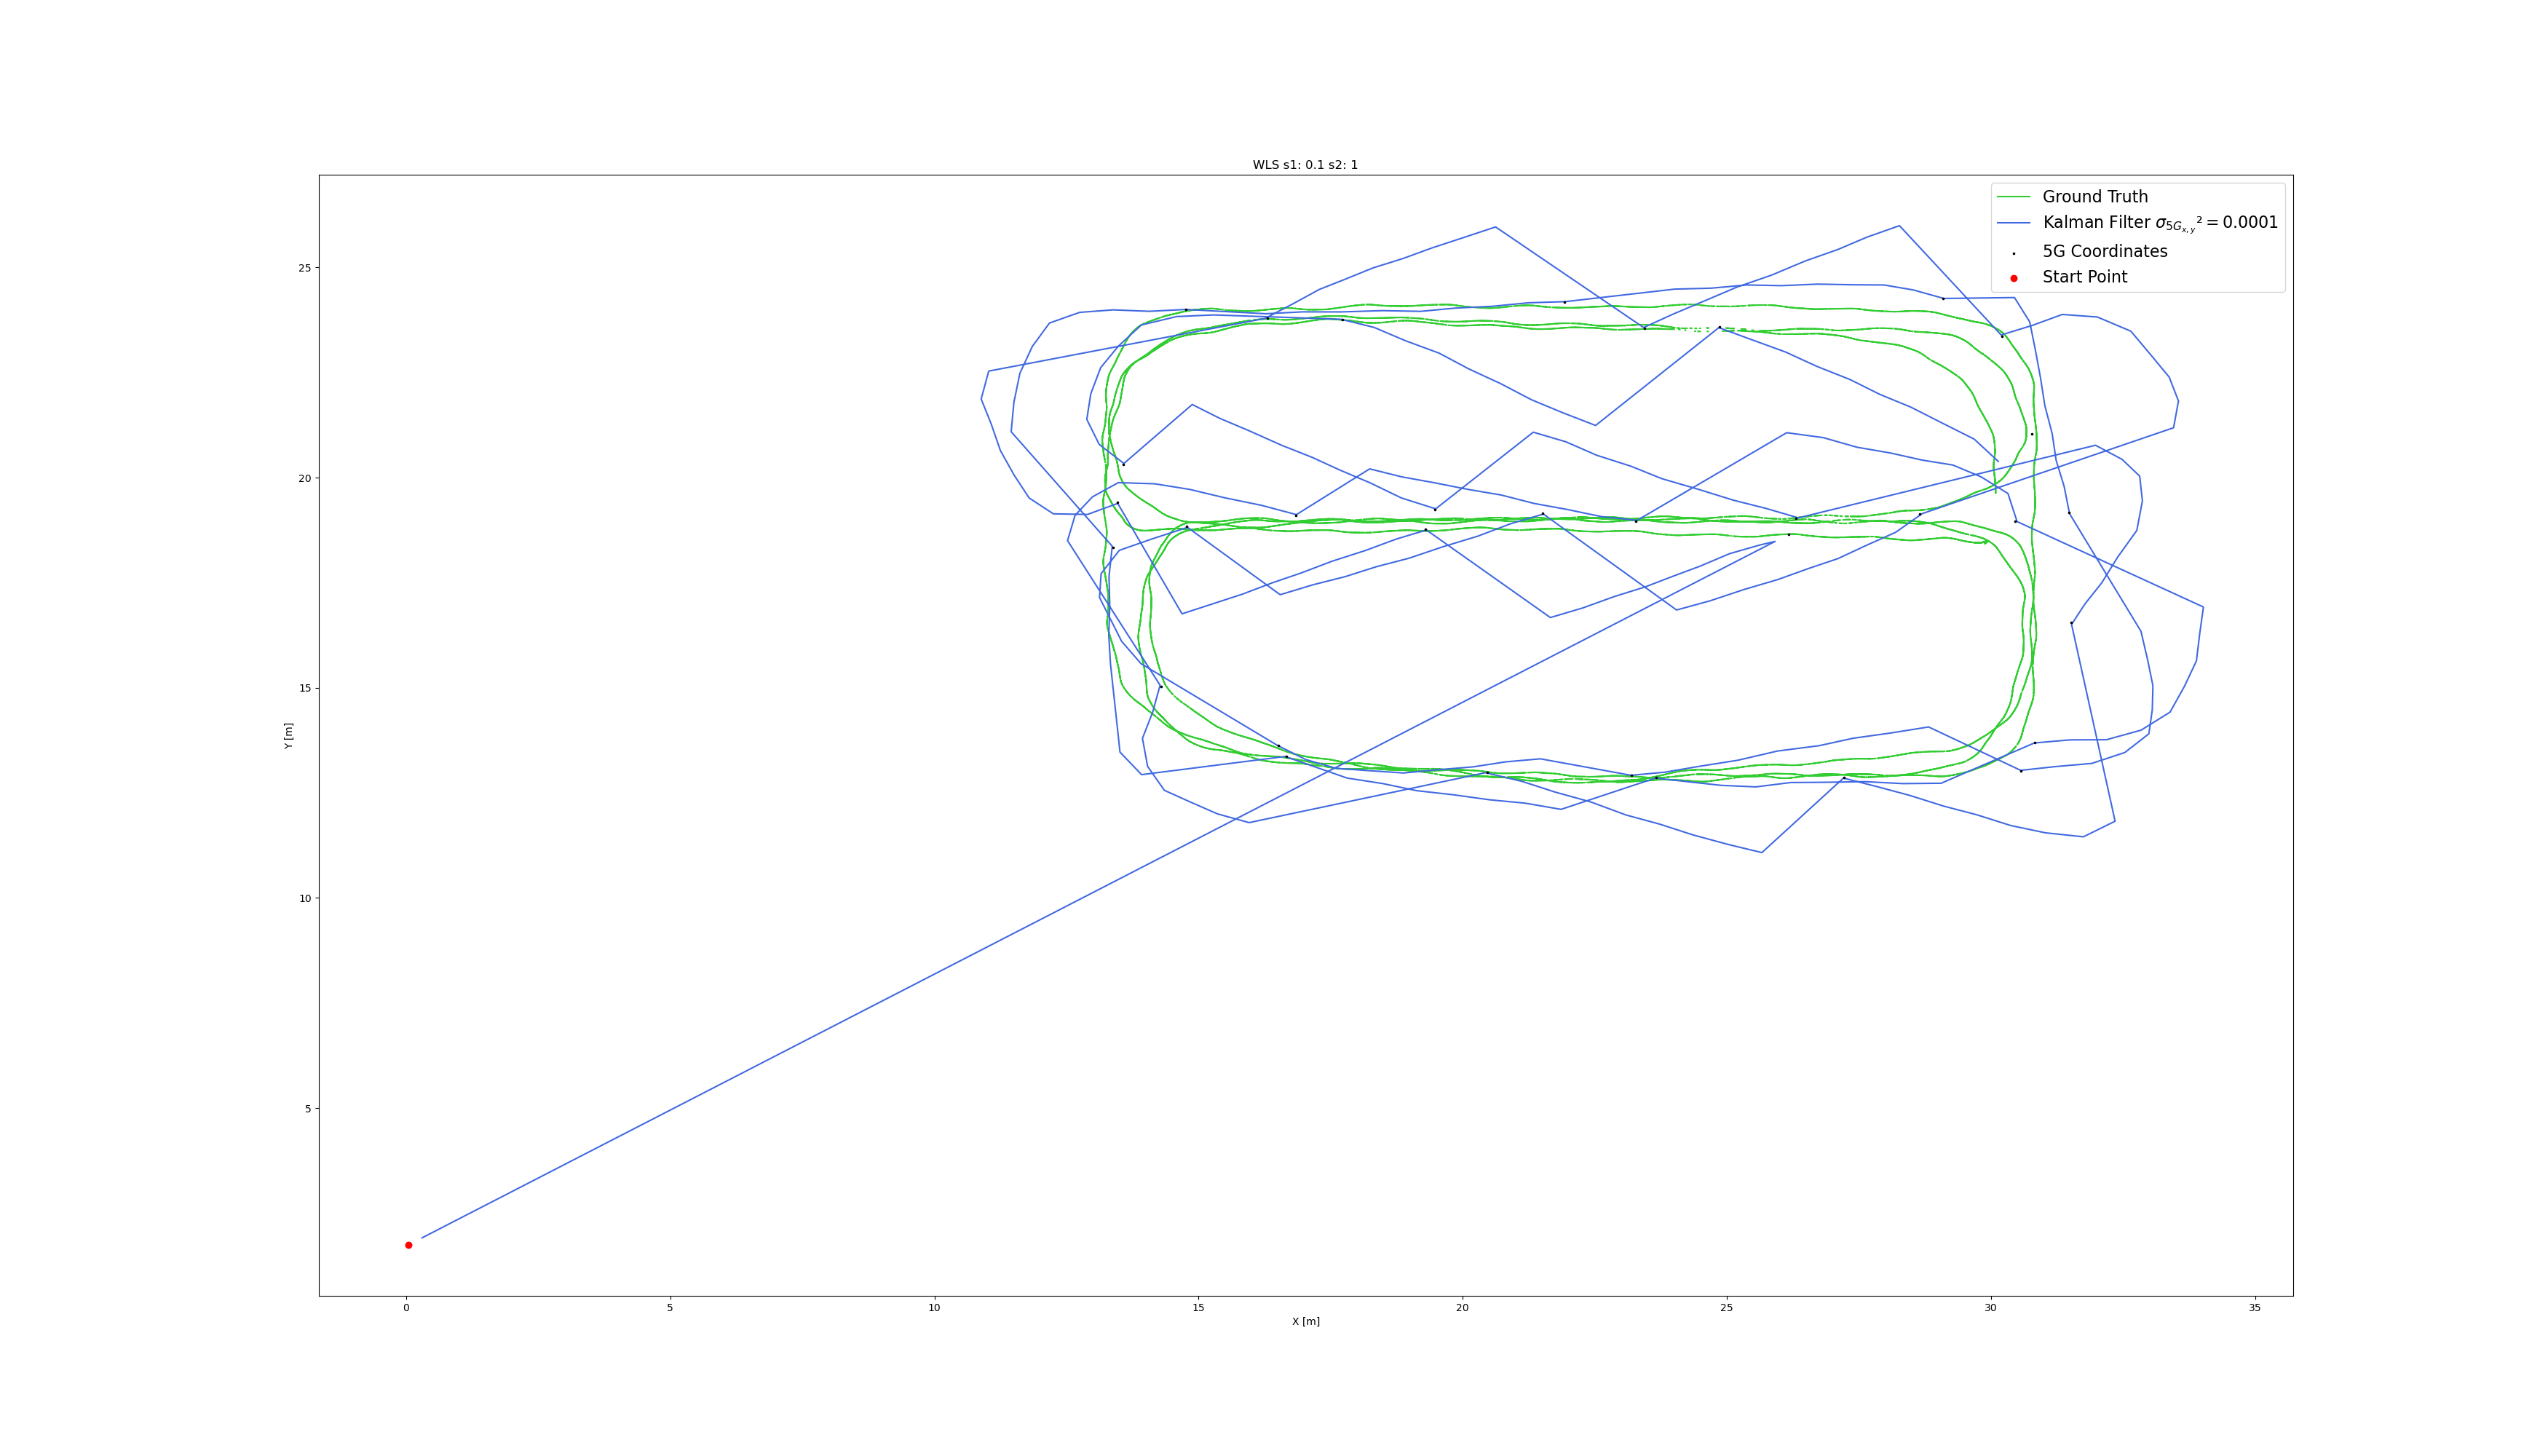 WLS s1: 0.1 s2: 1
Ground Truth
Kalman Filter σ5Gx,y² = 0.0001
5G Coordinates
Start Point
25
20
15
10
5
Y [m]
0 5 10 15 20 25 30 35
X [m]